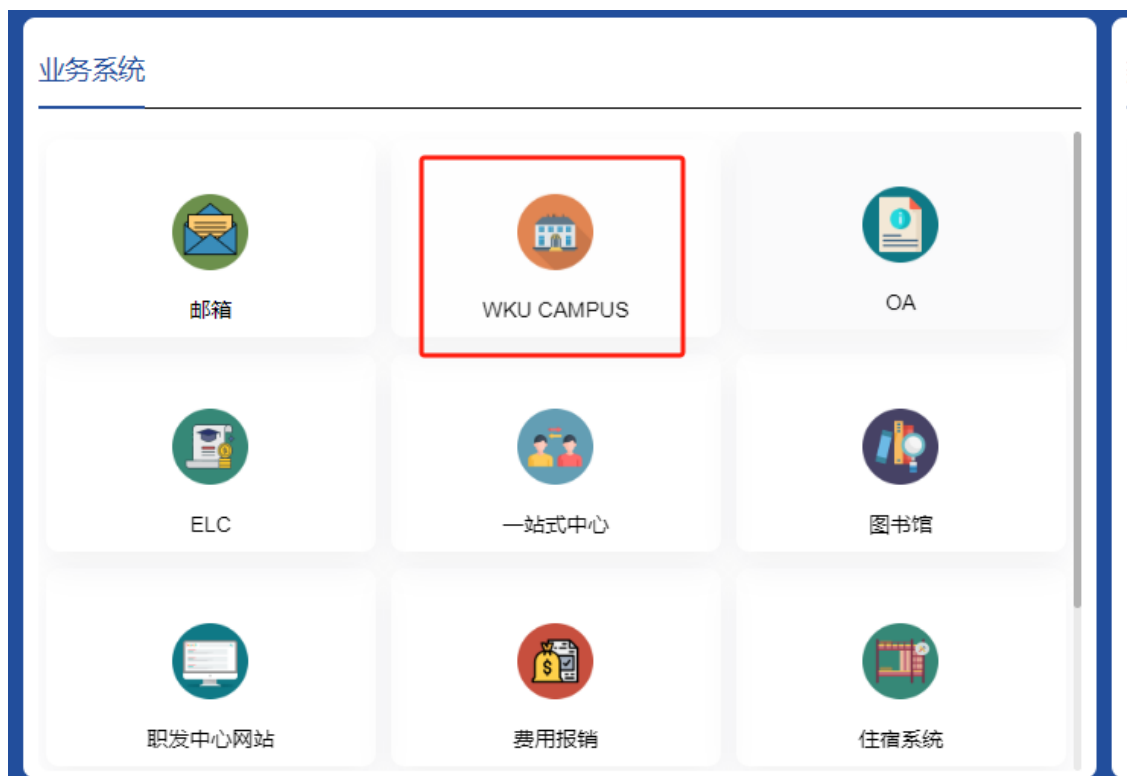 业务系统
邮箱
WKU CAMPUS
OA
ELC
一站式中心
图书馆
职发中心网站
费用报销
住宿系统